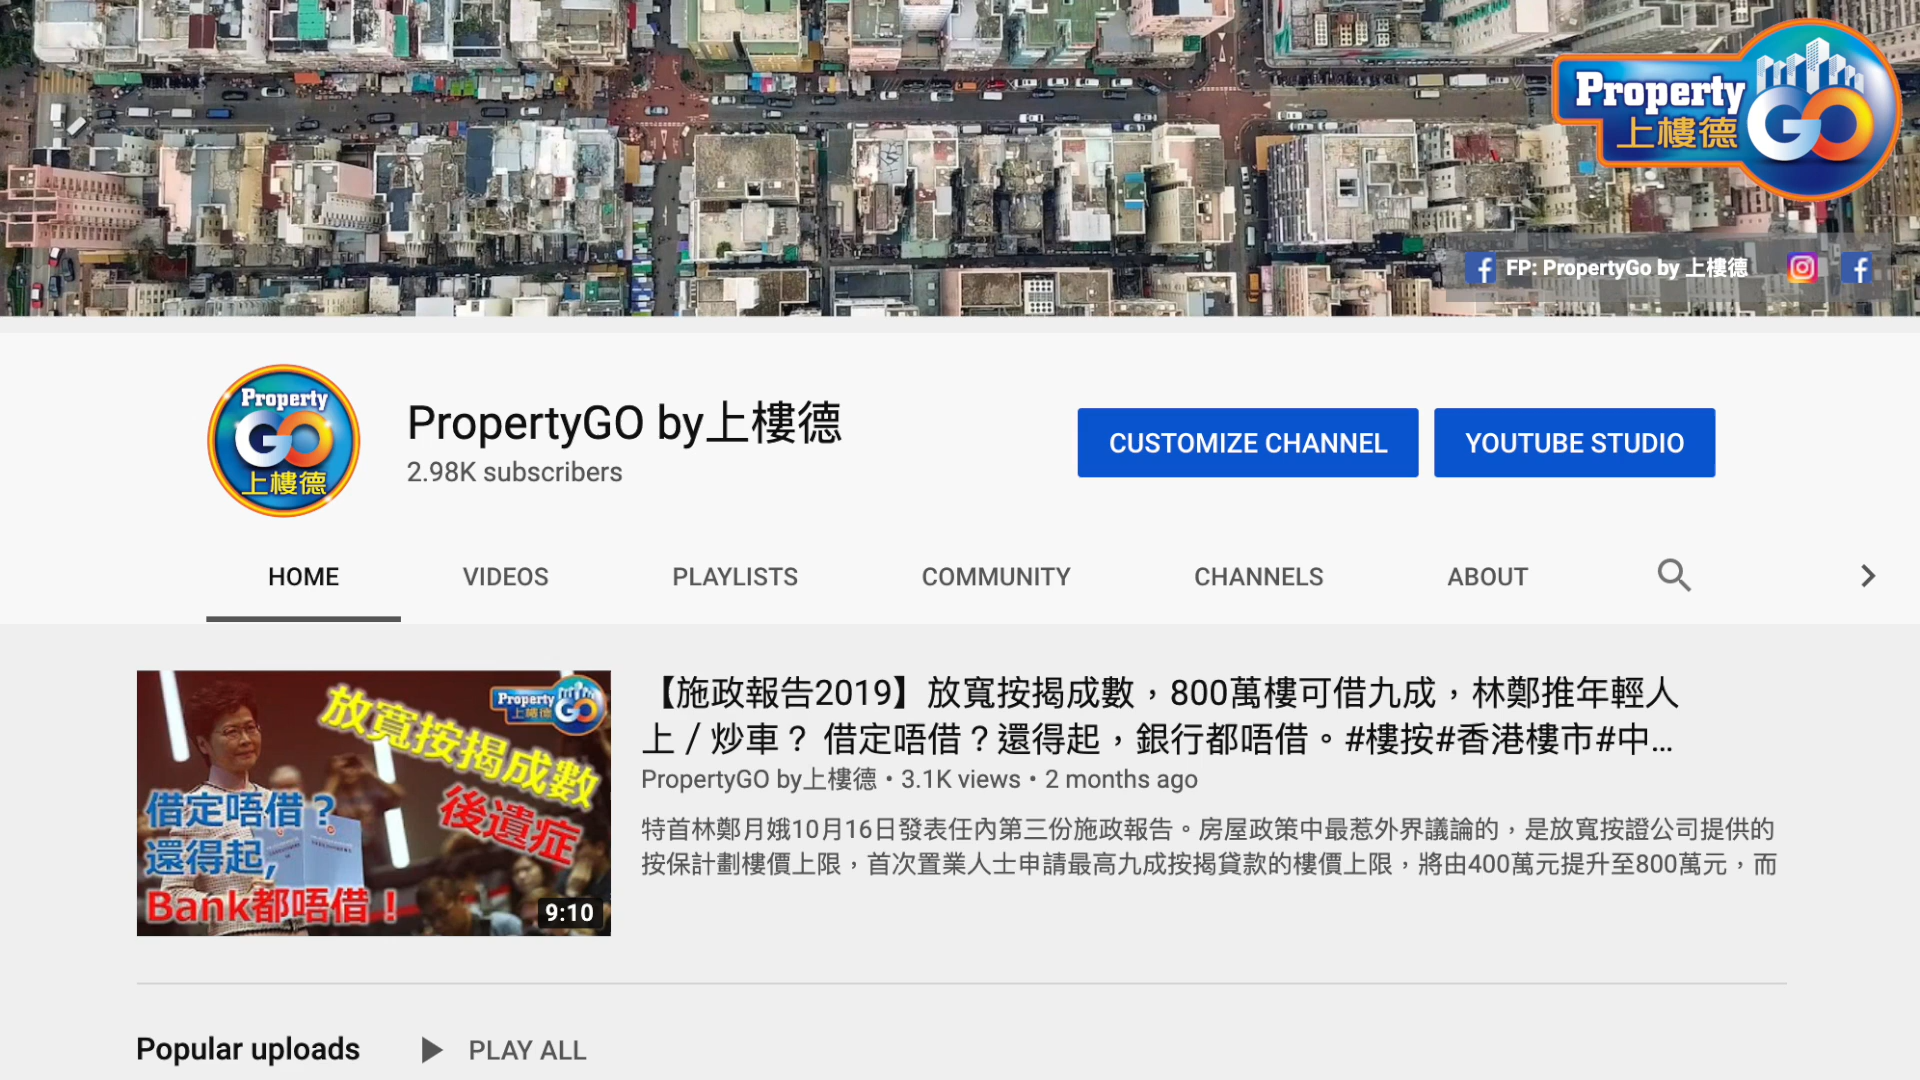 Property
上樓德 GO
FP: PropertyGo by 上樓德
Property
GO
上樓德
PropertyGO by上樓德
2.98K subscribers
CUSTOMIZE CHANNEL
YOUTUBE STUDIO
HOME
VIDEOS
PLAYLISTS
COMMUNITY
CHANNELS
ABOUT
Property
上樓德 GO
放寬按揭成數
後遺症
借定唔借？
還得起,
Bank都唔借！
9:10
【施政報告2019】放寬按揭成數，800萬樓可借九成，林鄭推年輕人
上／炒車？ 借定唔借？還得起，銀行都唔借。#樓按#香港樓市#中...
PropertyGO by上樓德 • 3.1K views • 2 months ago
特首林鄭月娥10月16日發表任內第三份施政報告。房屋政策中最惹外界議論的，是放寬按證公司提供的
按保計劃樓價上限，首次置業人士申請最高九成按揭貸款的樓價上限，將由400萬元提升至800萬元，而
Popular uploads
PLAY ALL